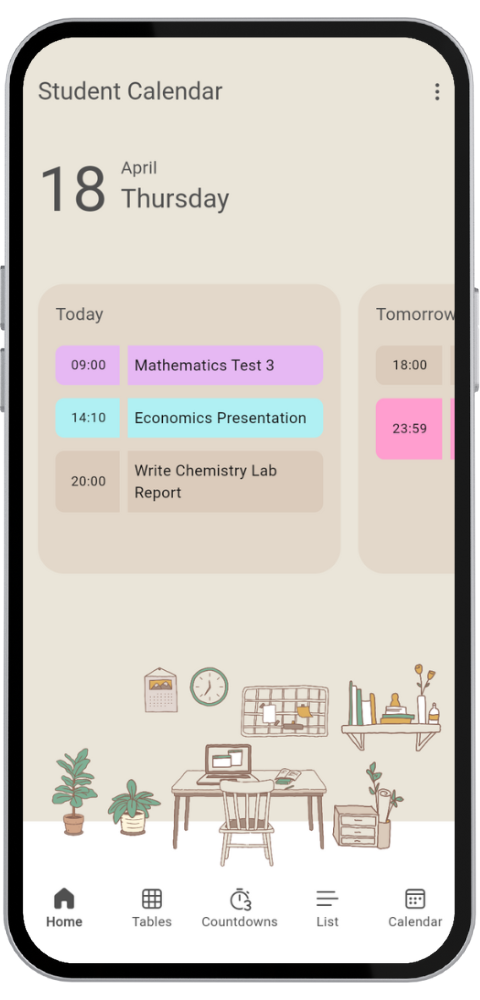 Student Calendar
18
April
Thursday
Today
09:00 Mathematics Test 3
14:10 Economics Presentation
20:00 Write Chemistry Lab
Report
Tomorrow
18:00
23:59
Home Tables Countdowns List Calendar